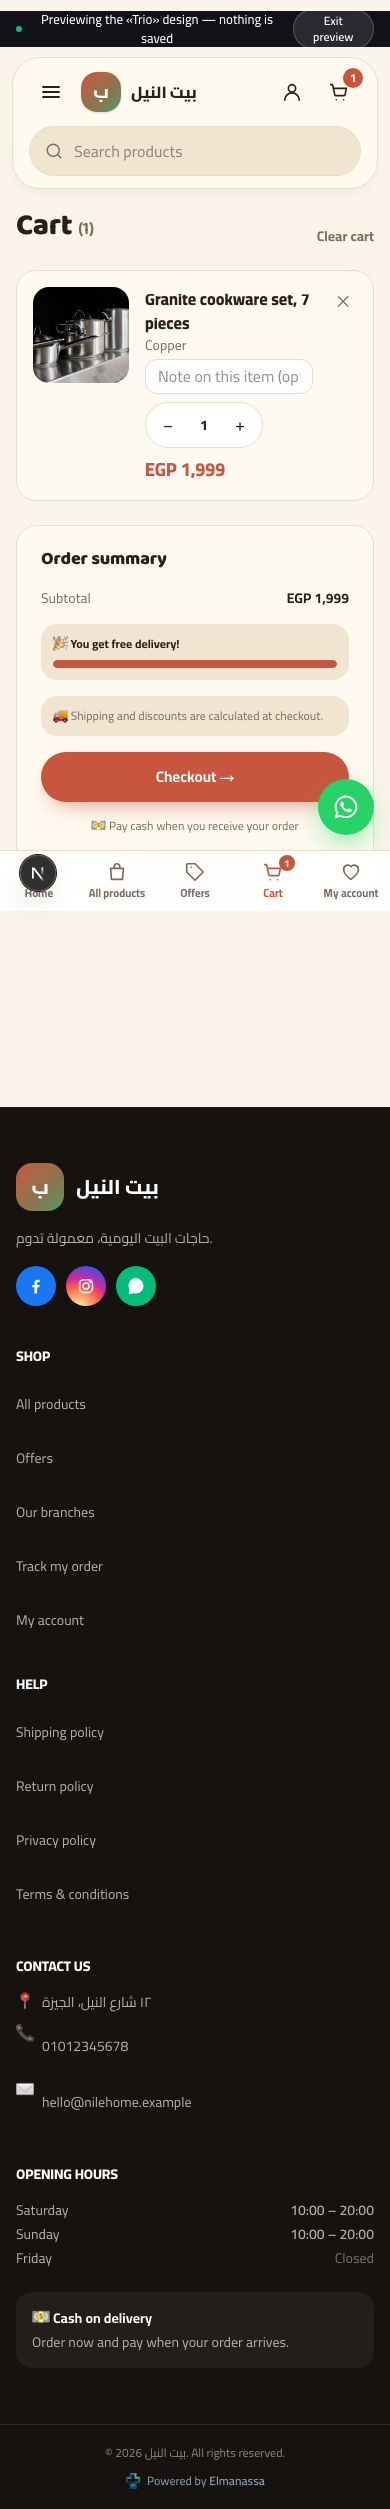 Previewing the «Trio» design — nothing is
saved
Exit
preview
ب
بيت النيل
1
Search products
Cart (1)
Clear cart
Granite cookware set, 7
pieces
Copper
Note on this item (op
− 1 +
EGP 1,999
Order summary
Subtotal
EGP 1,999
🎉 You get free delivery!
🚚 Shipping and discounts are calculated at checkout.
Checkout →
💵 Pay cash when you receive your order
N
1
Home
All products
Offers
Cart
My account
ب
بيت النيل
حاجات البيت اليومية، معمولة تدوم.
SHOP
All products
Offers
Our branches
Track my order
My account
HELP
Shipping policy
Return policy
Privacy policy
Terms & conditions
CONTACT US
📍 ١٢ شارع النيل، الجيزة
📞 01012345678
✉️ hello@nilehome.example
OPENING HOURS
Saturday 10:00 – 20:00
Sunday 10:00 – 20:00
Friday Closed
💵 Cash on delivery
Order now and pay when your order arrives.
© 2026 بيت النيل. All rights reserved.
Powered by Elmanassa